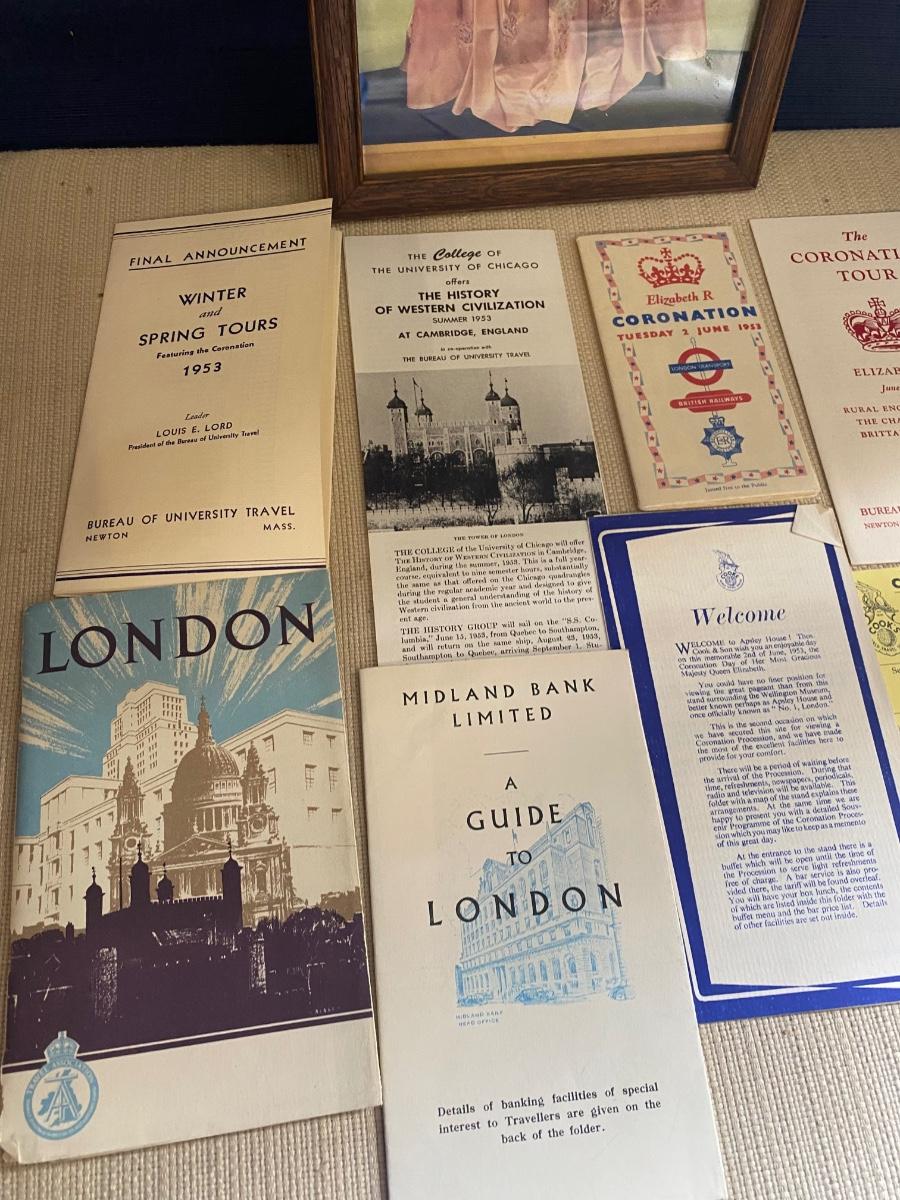 FINAL ANNOUNCEMENT
WINTER
and
SPRING TOURS
Featuring the Coronation
1953
Leader
LOUIS E. LORD
President of the Bureau of University Travel
BUREAU OF UNIVERSITY TRAVEL
NEWTON MASS.
THE College OF
THE UNIVERSITY OF CHICAGO
offers
THE HISTORY
OF WESTERN CIVILIZATION
SUMMER 1953
AT CAMBRIDGE, ENGLAND
in co-operation with
THE BUREAU OF UNIVERSITY TRAVEL
THE TOWER OF LONDON
THE COLLEGE of the University of Chicago will offer
THE HISTORY OF WESTERN CIVILIZATION in Cambridge,
England, during the summer, 1953. This is a full year-
course, equivalent to nine semester hours, substantially
the same as that offered on the Chicago quadrangles
during the regular academic year and designed to give
the student a general understanding of the history of
Western civilization from the ancient world to the pres-
ent age.
THE HISTORY GROUP will sail on the "S.S. Co-
lumbia," June 15, 1953, from Quebec to Southampton,
and will return on the same ship, August 23, 1953,
Southampton to Quebec, arriving September 1. Stu-
Elizabeth R
CORONATION
TUESDAY 2 JUNE 1953
LONDON TRANSPORT
BRITISH RAILWAYS
EIIR
Issued free to the Public
The
CORONATI
TOUR
ELIZAB
June
RURAL EN
THE CHA
BRITTA
BUREAU
NEWTON
LONDON
TRAVEL ASSOCIATION
MIDLAND BANK
LIMITED
A
GUIDE
TO
LONDON
MIDLAND BANK
HEAD OFFICE
Details of banking facilities of special
interest to Travellers are given on the
back of the folder.
Welcome
WELCOME to Apsley House! Thos.
Cook & Son wish you an enjoyable day
on this memorable 2nd of June, 1953, the
Coronation Day of Her Most Gracious
Majesty Queen Elizabeth.
You could have no finer position for
viewing the great pageant than from this
stand surrounding the Wellington Museum,
better known perhaps as Apsley House and
once officially known as "No. 1, London."
This is the second occasion on which
we have secured this site for viewing a
Coronation Procession, and we have made
the most of the excellent facilities here to
provide for your comfort.
There will be a period of waiting before
the arrival of the Procession. During that
time, refreshments, newspapers, periodicals,
radio and television will be available. This
folder with a map of the stand explains these
arrangements. At the same time we are
happy to present you with a detailed Souv-
enir Programme of the Coronation Proces-
sion which you may like to keep as a memento
of this great day.
At the entrance to the stand there is a
buffet which will be open until the time of
the Procession to serve light refreshments
free of charge. A bar service is also pro-
vided there, the tariff will be found overleaf.
You will have your box lunch, the contents
of which are listed inside this folder with the
buffet menu and the bar price list. Details
of other facilities are set out inside.
COOK'S